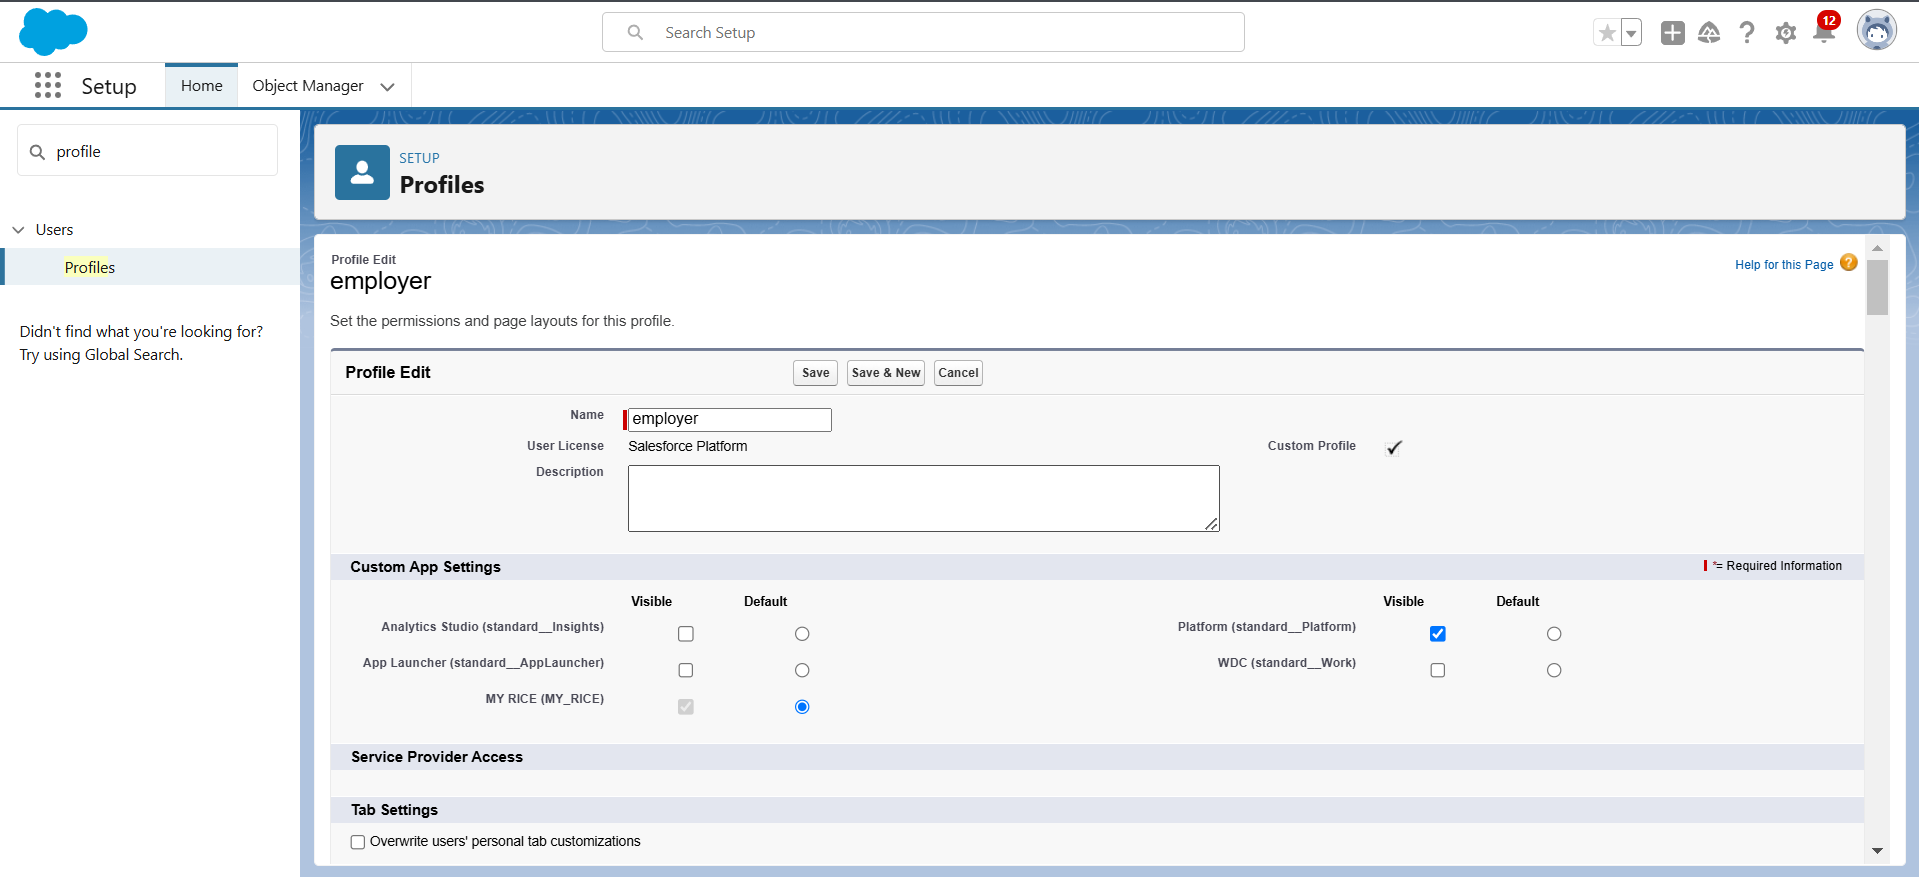 Search Setup
12
Setup
Home
Object Manager
profile
Users
Profiles
Didn't find what you're looking for?
Try using Global Search.
SETUP
Profiles
Profile Edit
employer
Help for this Page
?
Set the permissions and page layouts for this profile.
Profile Edit
Save
Save & New
Cancel
Name
employer
User License
Salesforce Platform
Custom Profile
Description
Custom App Settings
*= Required Information
Visible
Default
Visible
Default
Analytics Studio (standard__Insights)
Platform (standard__Platform)
App Launcher (standard__AppLauncher)
WDC (standard__Work)
MY RICE (MY_RICE)
Service Provider Access
Tab Settings
Overwrite users' personal tab customizations